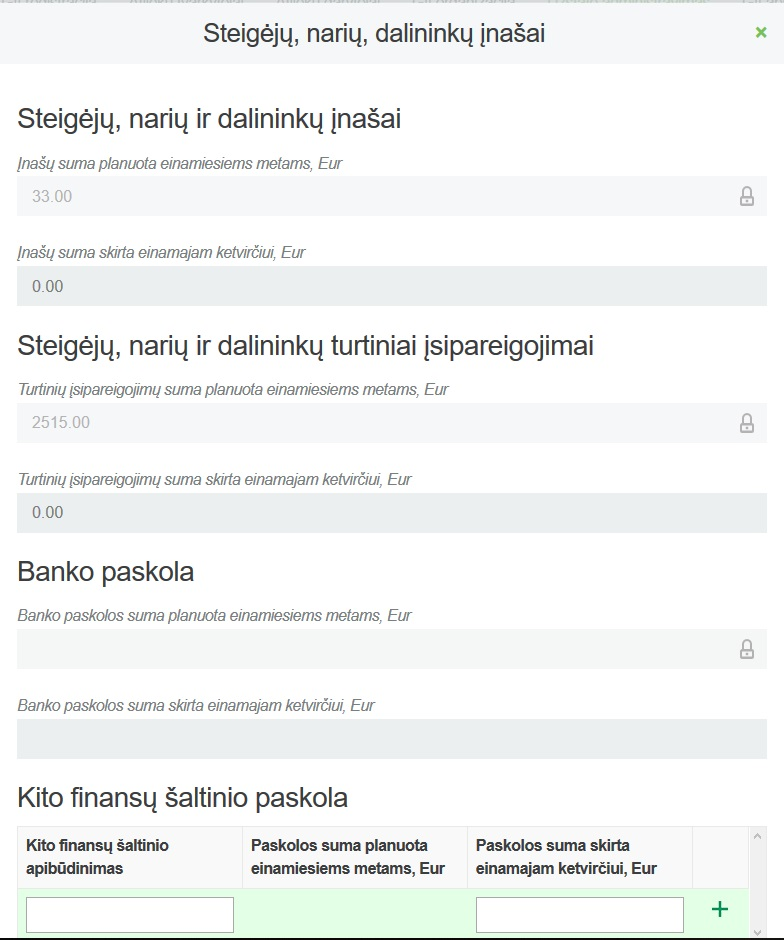 Steigėjų, narių, dalininkų įnašai
Steigėjų, narių ir dalininkų įnašai
Įnašų suma planuota einamiesiems metams, Eur
33.00
Įnašų suma skirta einamajam ketvirčiui, Eur
0.00
Steigėjų, narių ir dalininkų turtiniai įsipareigojimai
Turtinių įsipareigojimų suma planuota einamiesiems metams, Eur
2515.00
Turtinių įsipareigojimų suma skirta einamajam ketvirčiui, Eur
0.00
Banko paskola
Banko paskolos suma planuota einamiesiems metams, Eur
Banko paskolos suma skirta einamajam ketvirčiui, Eur
Kito finansų šaltinio paskola
Kito finansų šaltinio
apibūdinimas
Paskolos suma planuota
einamiesiems metams, Eur
Paskolos suma skirta
einamajam ketvirčiui, Eur